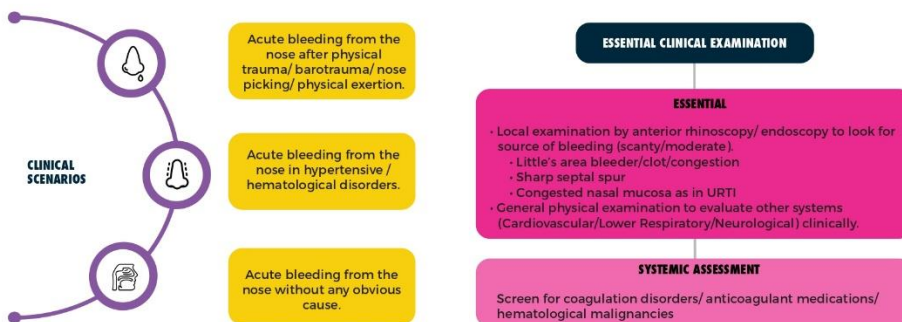 CLINICAL
SCENARIOS
Acute bleeding from the
nose after physical
trauma/ barotrauma/ nose
picking/ physical exertion.
Acute bleeding from the
nose in hypertensive /
hematological disorders.
Acute bleeding from the
nose without any obvious
cause.
ESSENTIAL CLINICAL EXAMINATION
ESSENTIAL
• Local examination by anterior rhinoscopy/ endoscopy to look for
source of bleeding (scanty/moderate).
• Little's area bleeder/clot/congestion
• Sharp septal spur
• Congested nasal mucosa as in URTI
• General physical examination to evaluate other systems
(Cardiovascular/Lower Respiratory/Neurological) clinically.
SYSTEMIC ASSESSMENT
Screen for coagulation disorders/ anticoagulant medications/
hematological malignancies